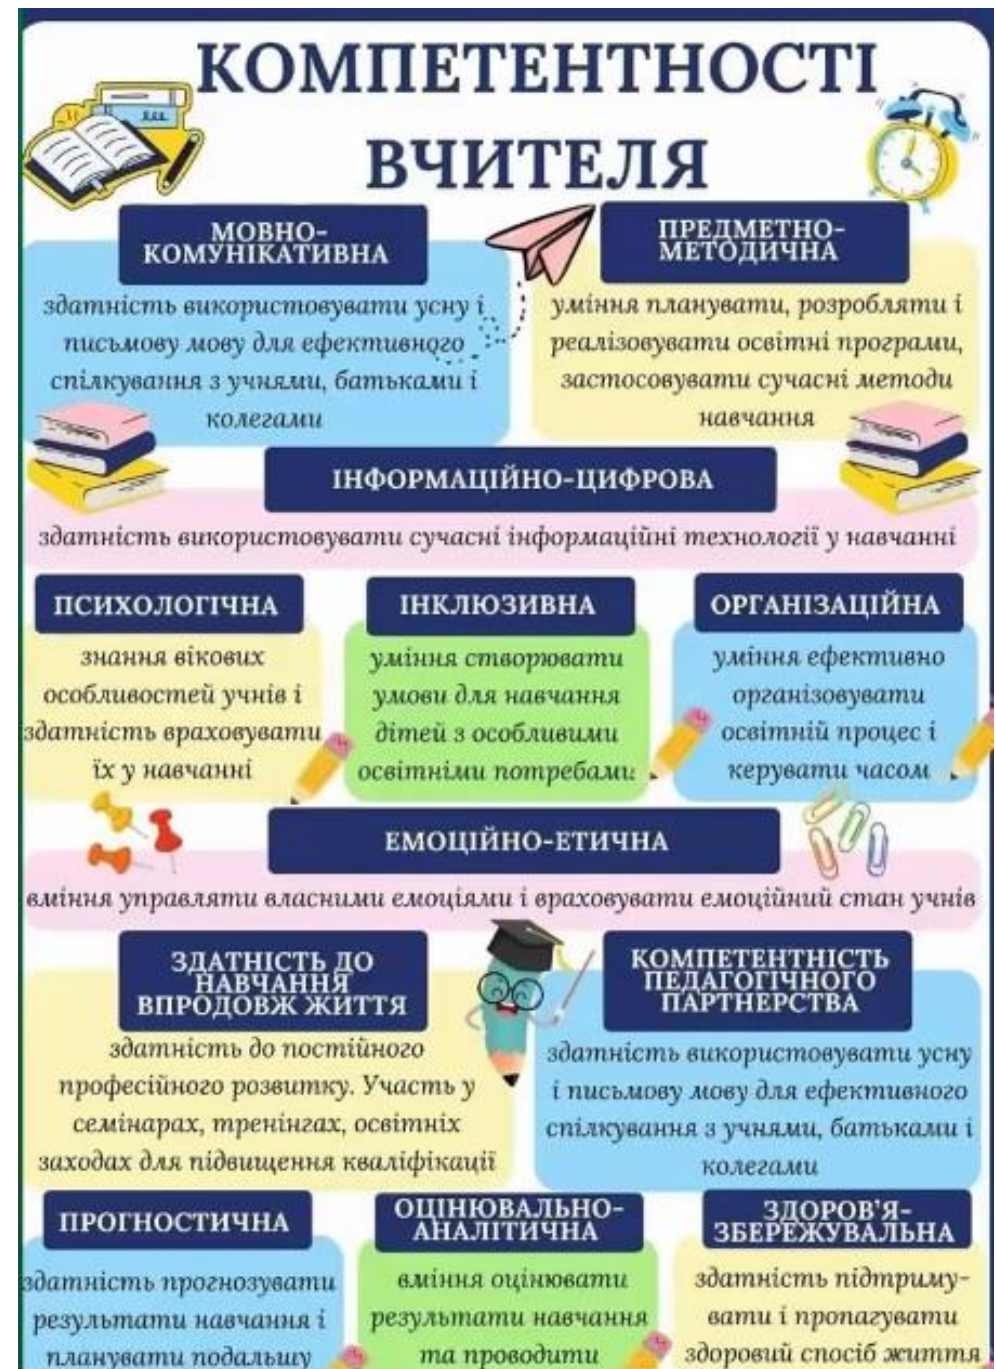 КОМПЕТЕНТНОСТІ
ВЧИТЕЛЯ
МОВНО-
КОМУНІКАТИВНА
здатність використовувати усну і
письмову мову для ефективного
спілкування з учнями, батьками і
колегами
ПРЕДМЕТНО-
МЕТОДИЧНА
уміння планувати, розробляти і
реалізовувати освітні програми,
застосовувати сучасні методи
навчання
ІНФОРМАЦІЙНО-ЦИФРОВА
здатність використовувати сучасні інформаційні технології у навчанні
ПСИХОЛОГІЧНА
знання вікових
особливостей учнів і
здатність враховувати
їх у навчанні
ІНКЛЮЗИВНА
уміння створювати
умови для навчання
дітей з особливими
освітніми потребами
ОРГАНІЗАЦІЙНА
уміння ефективно
організовувати
освітній процес і
керувати часом
ЕМОЦІЙНО-ЕТИЧНА
вміння управляти власними емоціями і враховувати емоційний стан учнів
ЗДАТНІСТЬ ДО
НАВЧАННЯ
ВПРОДОВЖ ЖИТТЯ
здатність до постійного
професійного розвитку. Участь у
семінарах, тренінгах, освітніх
заходах для підвищення кваліфікації
КОМПЕТЕНТНІСТЬ
ПЕДАГОГІЧНОГО
ПАРТНЕРСТВА
здатність використовувати усну
і письмову мову для ефективного
спілкування з учнями, батьками і
колегами
ПРОГНОСТИЧНА
здатність прогнозувати
результати навчання і
планувати подальшу
ОЦІНЮВАЛЬНО-
АНАЛІТИЧНА
вміння оцінювати
результати навчання
та проводити
ЗДОРОВ'Я-
ЗБЕРЕЖУВАЛЬНА
здатність підтриму-
вати і пропагувати
здоровий спосіб життя